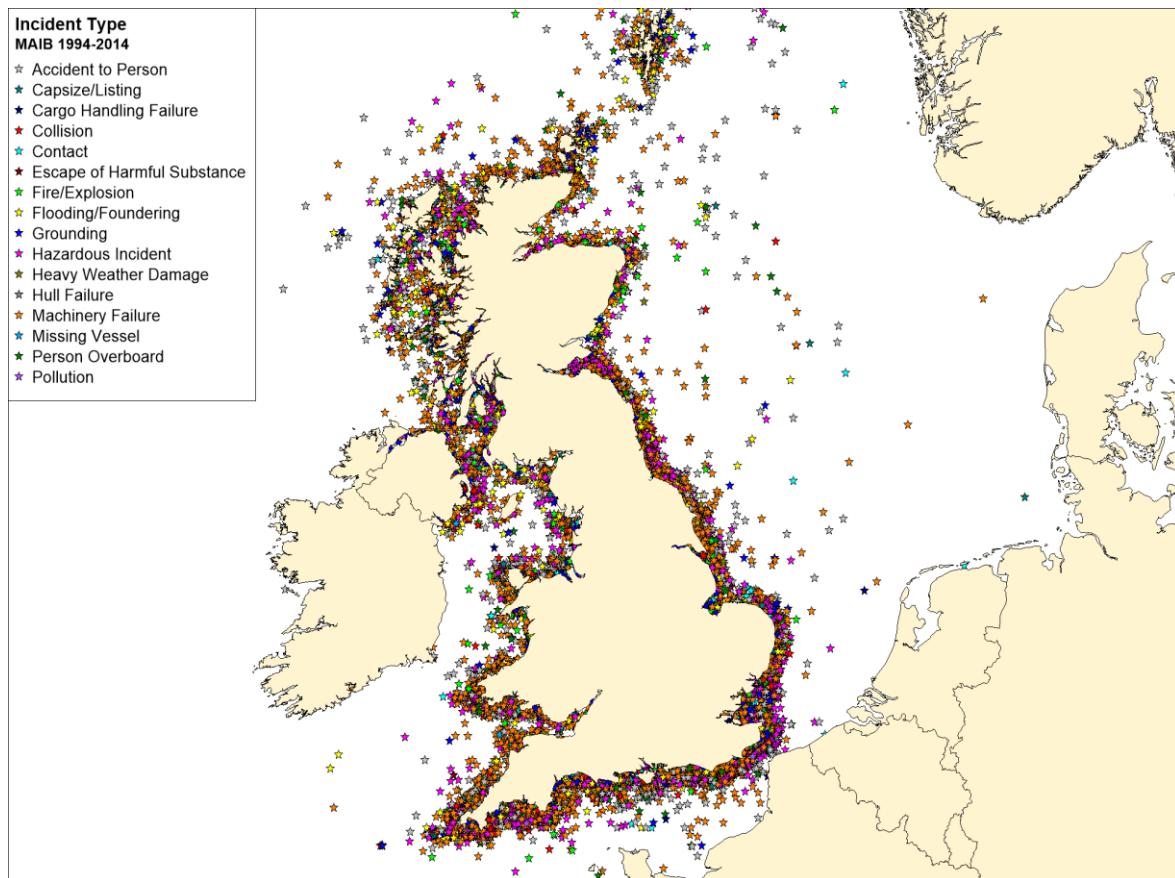 Incident Type
MAIB 1994-2014
Accident to Person
Capsize/Listing
Cargo Handling Failure
Collision
Contact
Escape of Harmful Substance
Fire/Explosion
Flooding/Foundering
Grounding
Hazardous Incident
Heavy Weather Damage
Hull Failure
Machinery Failure
Missing Vessel
Person Overboard
Pollution